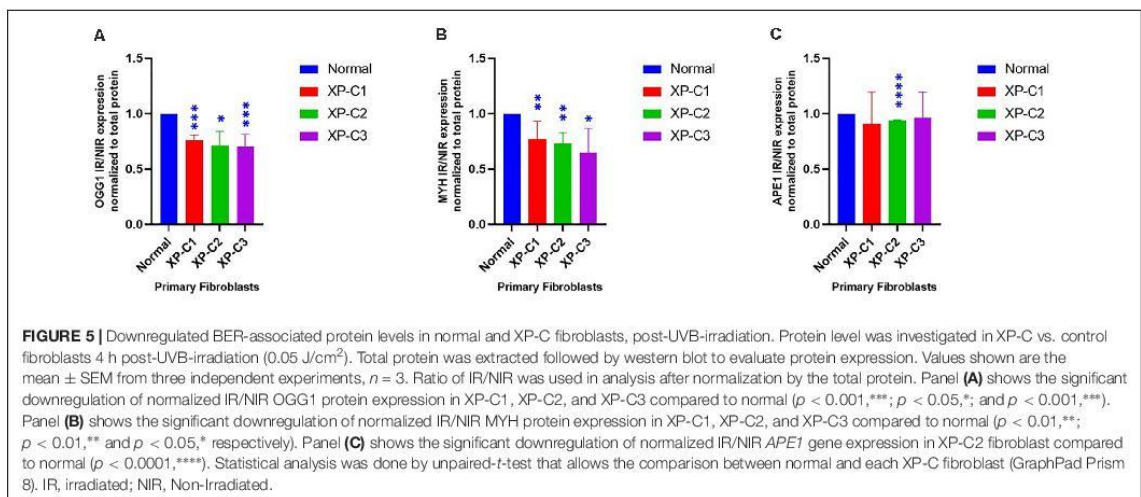 A
B
C
OGG1 IR/NIR expression
normalized to total protein
1.5
1.0
0.5
0.0
***
*
***
Normal
XP-C1
XP-C2
XP-C3
Primary Fibroblasts
Normal
XP-C1
XP-C2
XP-C3
MYH IR/NIR expression
normalized to total protein
1.5
1.0
0.5
0.0
**
**
*
Normal
XP-C1
XP-C2
XP-C3
Primary Fibroblasts
Normal
XP-C1
XP-C2
XP-C3
APE1 IR/NIR expression
normalized to total protein
1.5
1.0
0.5
0.0
****
Normal
XP-C1
XP-C2
XP-C3
Primary Fibroblasts
Normal
XP-C1
XP-C2
XP-C3
FIGURE 5 | Downregulated BER-associated protein levels in normal and XP-C fibroblasts, post-UVB-irradiation. Protein level was investigated in XP-C vs. control
fibroblasts 4 h post-UVB-irradiation (0.05 J/cm²). Total protein was extracted followed by western blot to evaluate protein expression. Values shown are the
mean ± SEM from three independent experiments, n = 3. Ratio of IR/NIR was used in analysis after normalization by the total protein. Panel (A) shows the significant
downregulation of normalized IR/NIR OGG1 protein expression in XP-C1, XP-C2, and XP-C3 compared to normal (p < 0.001,***; p < 0.05,*; and p < 0.001,***).
Panel (B) shows the significant downregulation of normalized IR/NIR MYH protein expression in XP-C1, XP-C2, and XP-C3 compared to normal (p < 0.01,**;
p < 0.01,** and p < 0.05,* respectively). Panel (C) shows the significant downregulation of normalized IR/NIR APE1 gene expression in XP-C2 fibroblast compared
to normal (p < 0.0001,****). Statistical analysis was done by unpaired-t-test that allows the comparison between normal and each XP-C fibroblast (GraphPad Prism
8). IR, irradiated; NIR, Non-Irradiated.